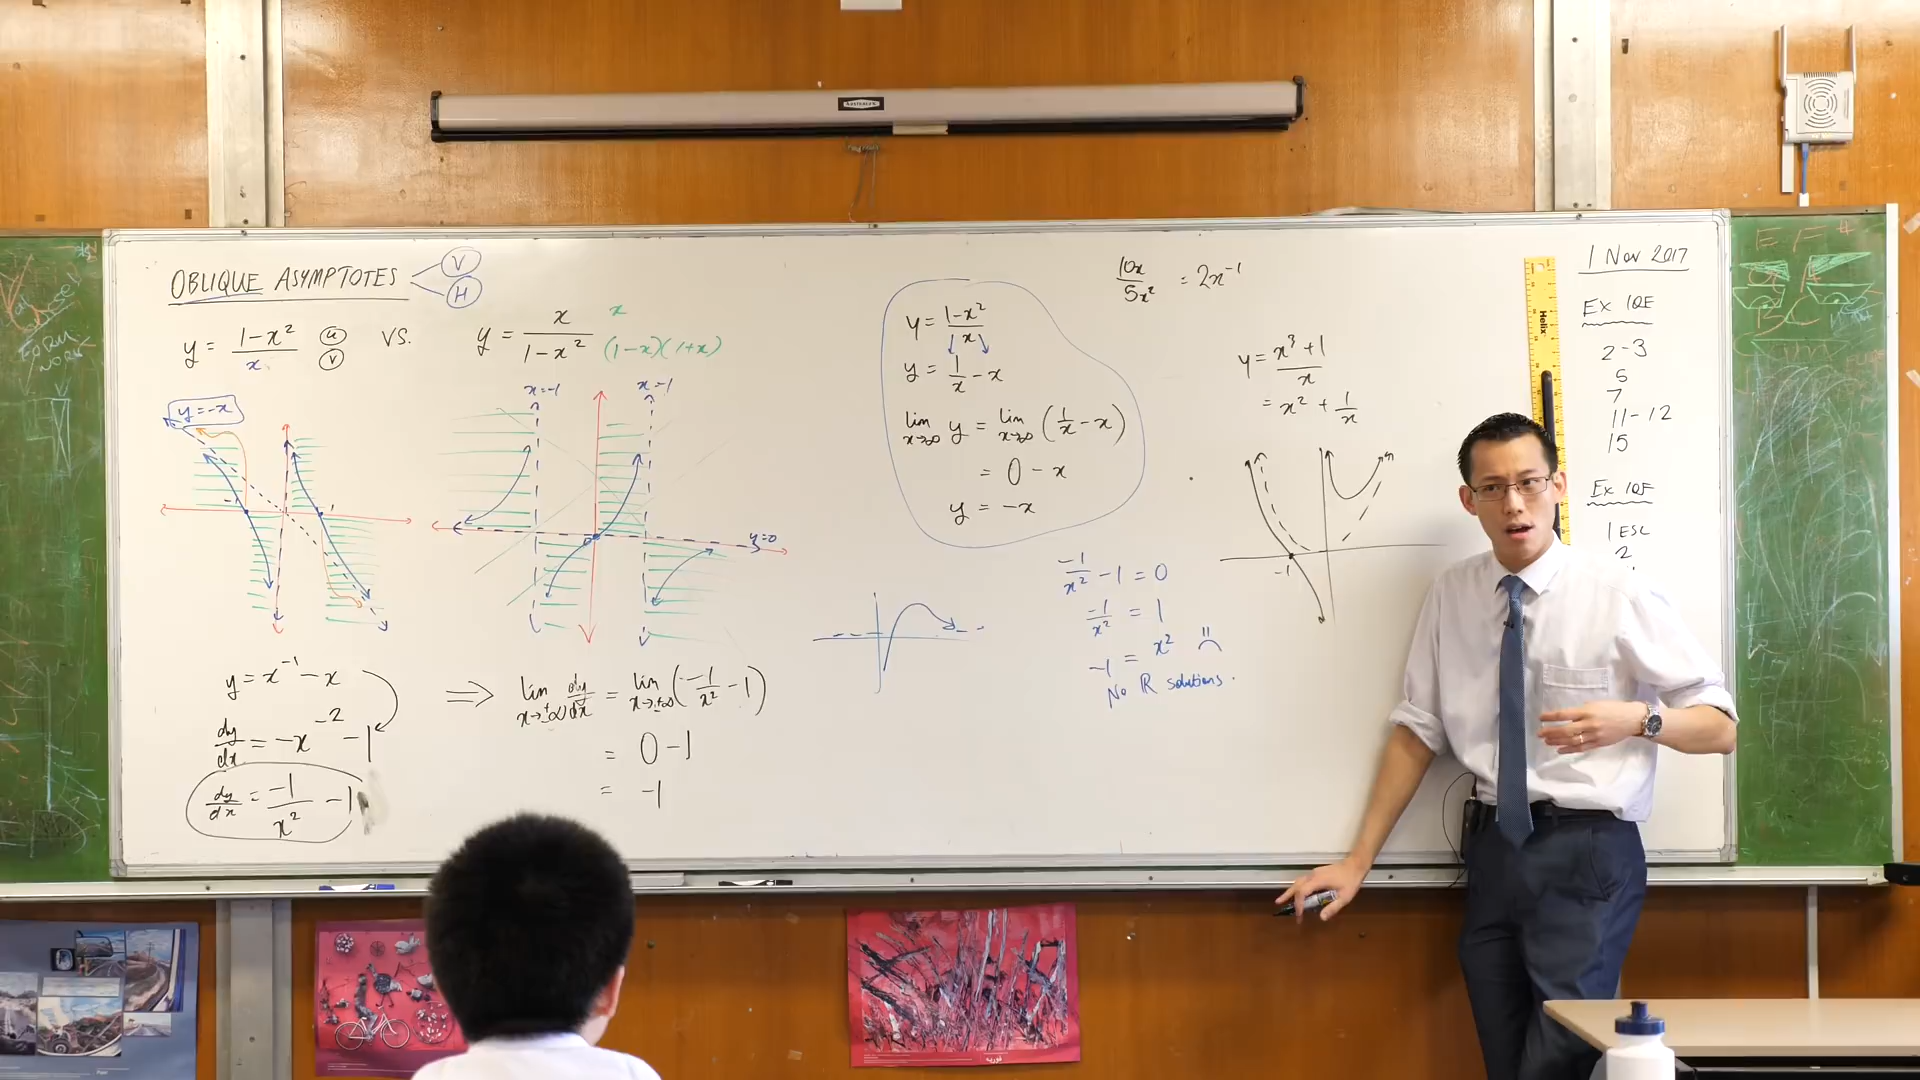 OBLIQUE ASYMPTOTES
V
H
y = (1-x²)/x
u
v
VS.
y = x/(1-x²)
x
(1-x)(1+x)
y=-x
-1
1
x=-1
x=1
0
y=0
y = x⁻¹ - x
dy/dx = -x⁻² - 1
dy/dx = -1/x² - 1
⇒ lim x→±∞ dy/dx = lim x→±∞ (-1/x² - 1)
= 0 - 1
= -1
y = (1-x²)/x
y = 1/x - x
lim x→∞ y = lim x→∞ (1/x - x)
= 0 - x
y = -x
-1/x² - 1 = 0
-1/x² = 1
-1 = x²
No ℝ solutions.
10x/5x² = 2x⁻¹
y = (x³+1)/x
= x² + 1/x
-1
Helix
1 Nov 2017
Ex 10E
2-3
5
7
11-12
15
Ex 10F
1 ESC
2